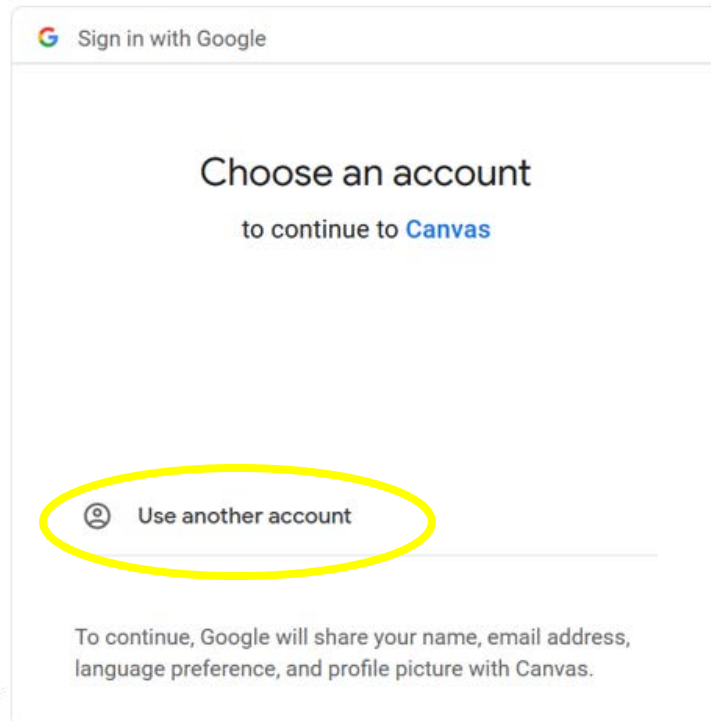 Sign in with Google
Choose an account
to continue to Canvas
Use another account
To continue, Google will share your name, email address,
language preference, and profile picture with Canvas.